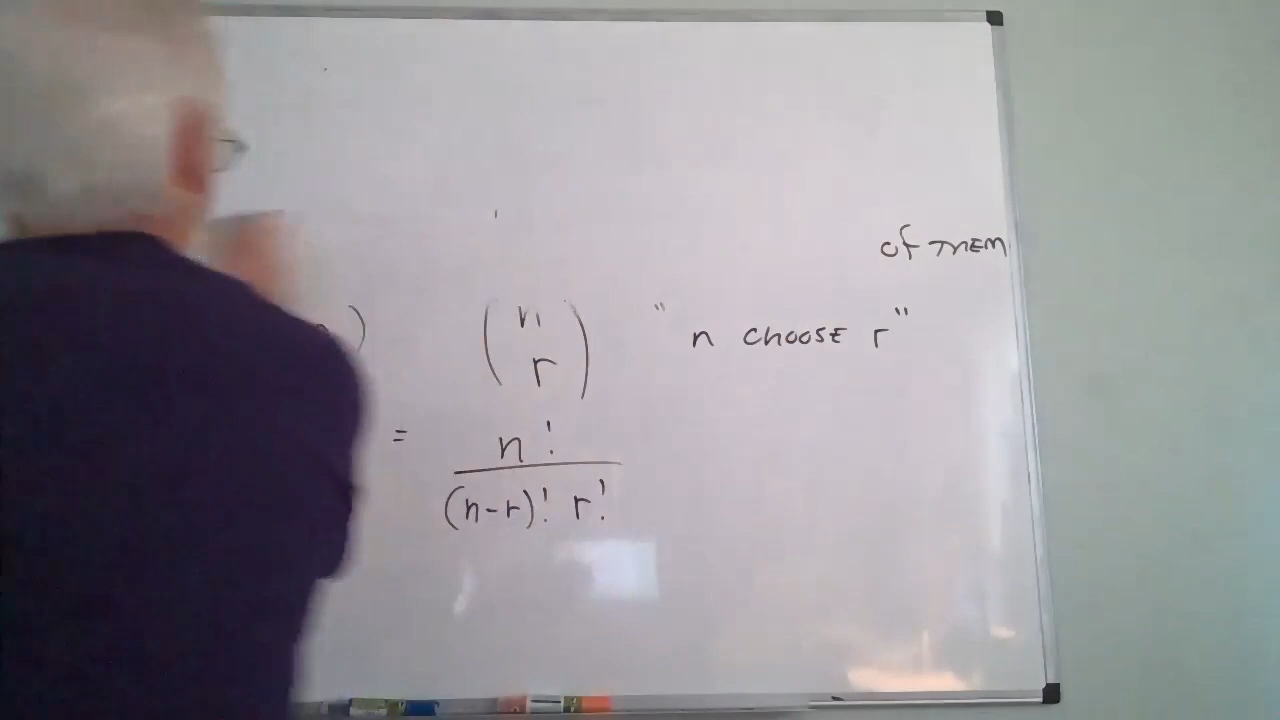 of THEM
) ( n r ) " n CHOOSE r "
= n! / (n-r)! r!